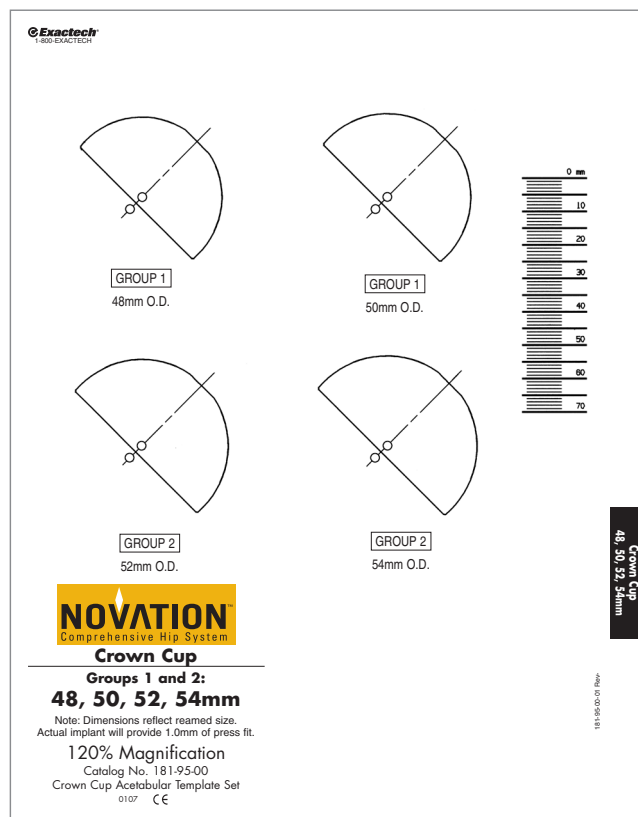 Exactech®
1-800-EXACTECH
GROUP 1
48mm O.D.
GROUP 1
50mm O.D.
0 mm
10
20
30
40
50
60
70
GROUP 2
52mm O.D.
GROUP 2
54mm O.D.
Crown Cup
48, 50, 52, 54mm
NOVATION™
Comprehensive Hip System
Crown Cup
Groups 1 and 2:
48, 50, 52, 54mm
Note: Dimensions reflect reamed size.
Actual implant will provide 1.0mm of press fit.
120% Magnification
Catalog No. 181-95-00
Crown Cup Acetabular Template Set
0107 CE
181-95-00-01 Rev-